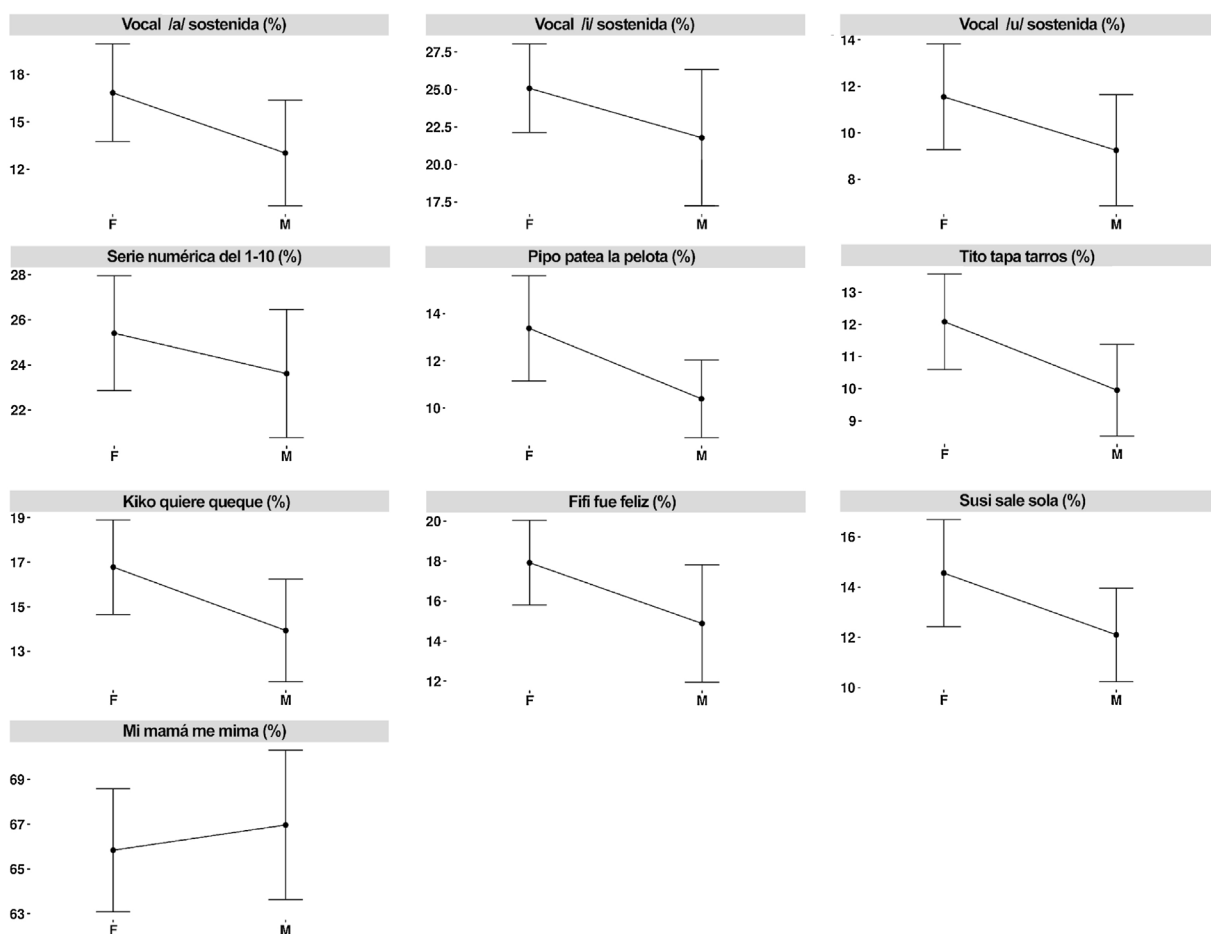 Vocal /a/ sostenida (%)
18
15
12
F M
Vocal /i/ sostenida (%)
27.5
25.0
22.5
20.0
17.5
F M
Vocal /u/ sostenida (%)
14
12
10
8
F M
Serie numérica del 1-10 (%)
28
26
24
22
F M
Pipo patea la pelota (%)
14
12
10
F M
Tito tapa tarros (%)
13
12
11
10
9
F M
Kiko quiere queque (%)
19
17
15
13
F M
Fifi fue feliz (%)
20
18
16
14
12
F M
Susi sale sola (%)
16
14
12
10
F M
Mi mamá me mima (%)
69
67
65
63
F M